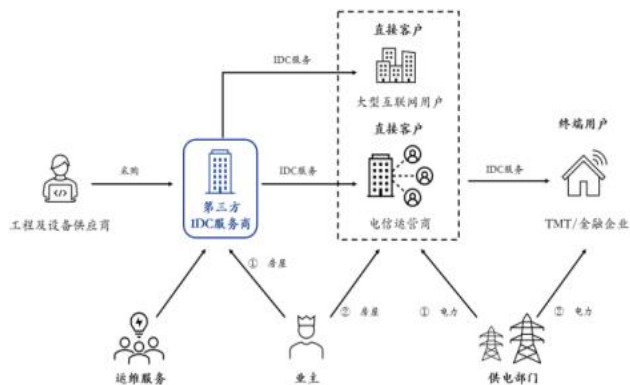 直接客户
IDC服务
大型互联网用户
直接客户
终端用户
采购
IDC服务
IDC服务
第三方
IDC服务商
工程及设备供应商
电信运营商
TMT/金融企业
① 房屋
② 房屋
① 电力
② 电力
运维服务
业主
供电部门